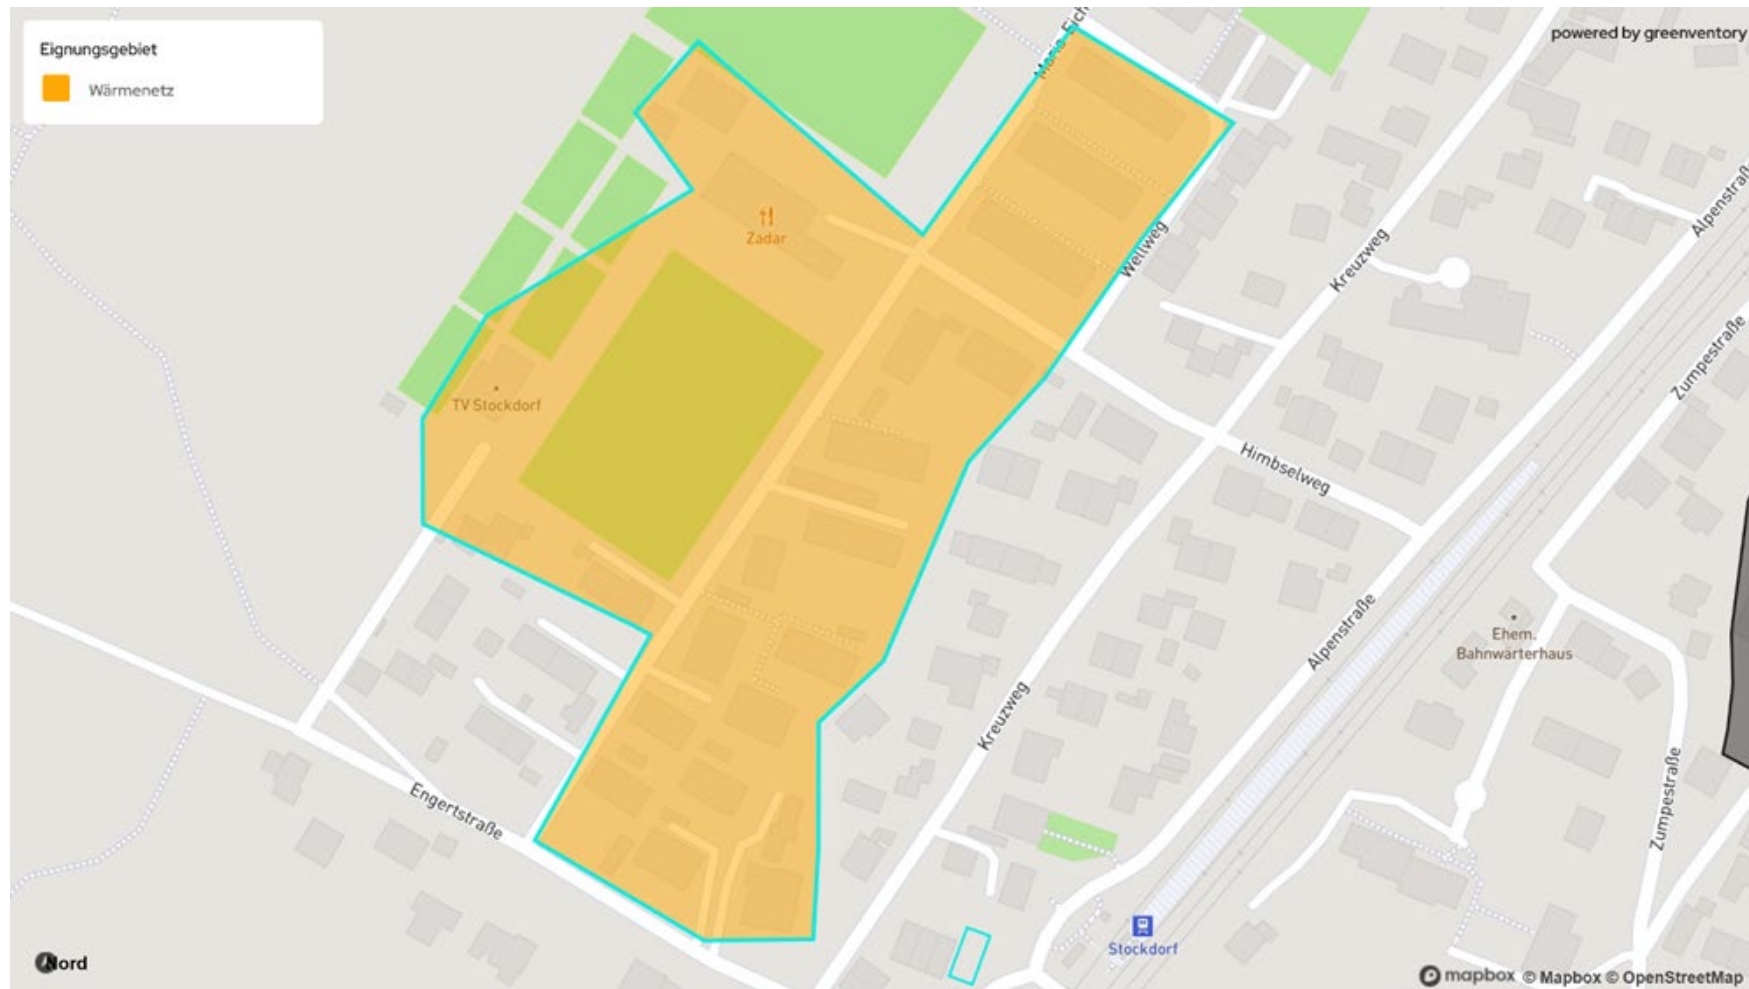 Eignungsgebiet
Wärmenetz
powered by greenventory
Zadar
TV Stockdorf
Wellweg
Kreuzweg
Alpenstraß
Zumpestraße
Himbselweg
Alpenstraße
Ehem.
Bahnwärterhaus
Kreuzweg
Engertstraße
Zumpestraße
Stockdorf
Nord
mapbox © Mapbox © OpenStreetMap